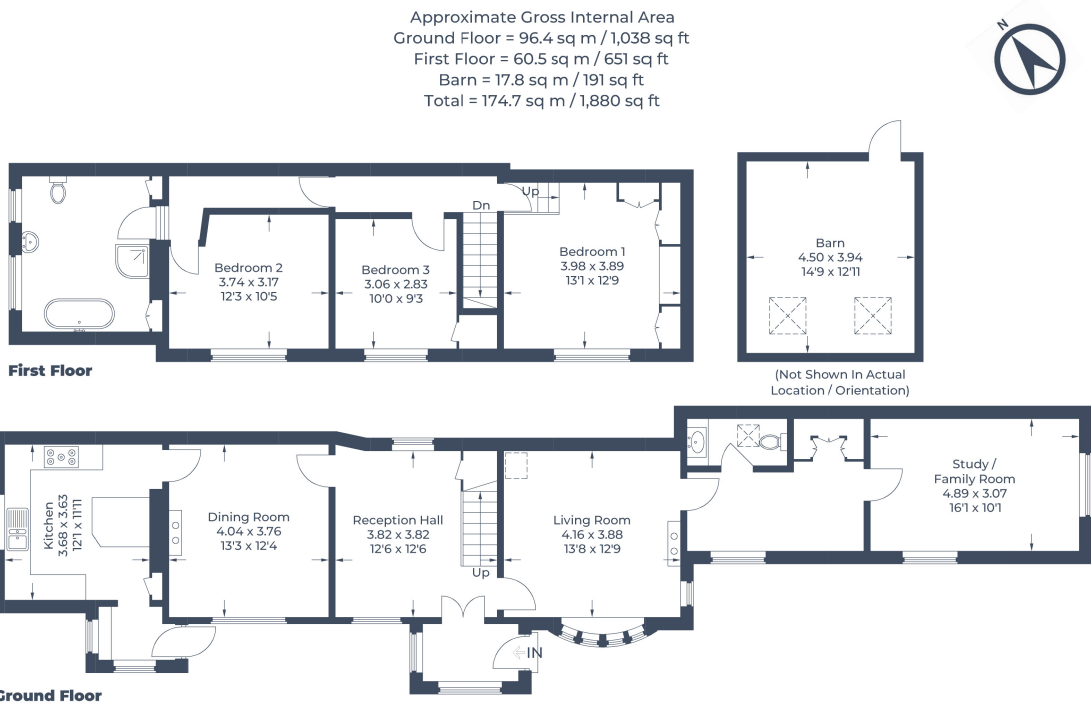 Approximate Gross Internal Area
Ground Floor = 96.4 sq m / 1,038 sq ft
First Floor = 60.5 sq m / 651 sq ft
Barn = 17.8 sq m / 191 sq ft
Total = 174.7 sq m / 1,880 sq ft
N
Up
Dn
Bedroom 2
3.74 x 3.17
12'3 x 10'5
Bedroom 3
3.06 x 2.83
10'0 x 9'3
Bedroom 1
3.98 x 3.89
13'1 x 12'9
Barn
4.50 x 3.94
14'9 x 12'11
First Floor
(Not Shown In Actual
Location / Orientation)
Kitchen
3.68 x 3.63
12'1 x 11'11
Dining Room
4.04 x 3.76
13'3 x 12'4
Reception Hall
3.82 x 3.82
12'6 x 12'6
Up
Living Room
4.16 x 3.88
13'8 x 12'9
Study /
Family Room
4.89 x 3.07
16'1 x 10'1
IN
Ground Floor